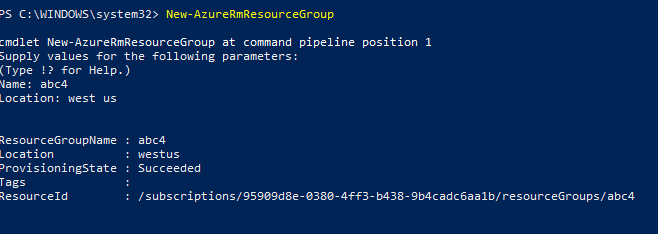 PS C:\WINDOWS\system32> New-AzureRmResourceGroup
cmdlet New-AzureRmResourceGroup at command pipeline position 1
Supply values for the following parameters:
(Type !? for Help.)
Name: abc4
Location: west us
ResourceGroupName : abc4
Location : westus
ProvisioningState : Succeeded
Tags :
ResourceId : /subscriptions/95909d8e-0380-4ff3-b438-9b4cadc6aa1b/resourceGroups/abc4